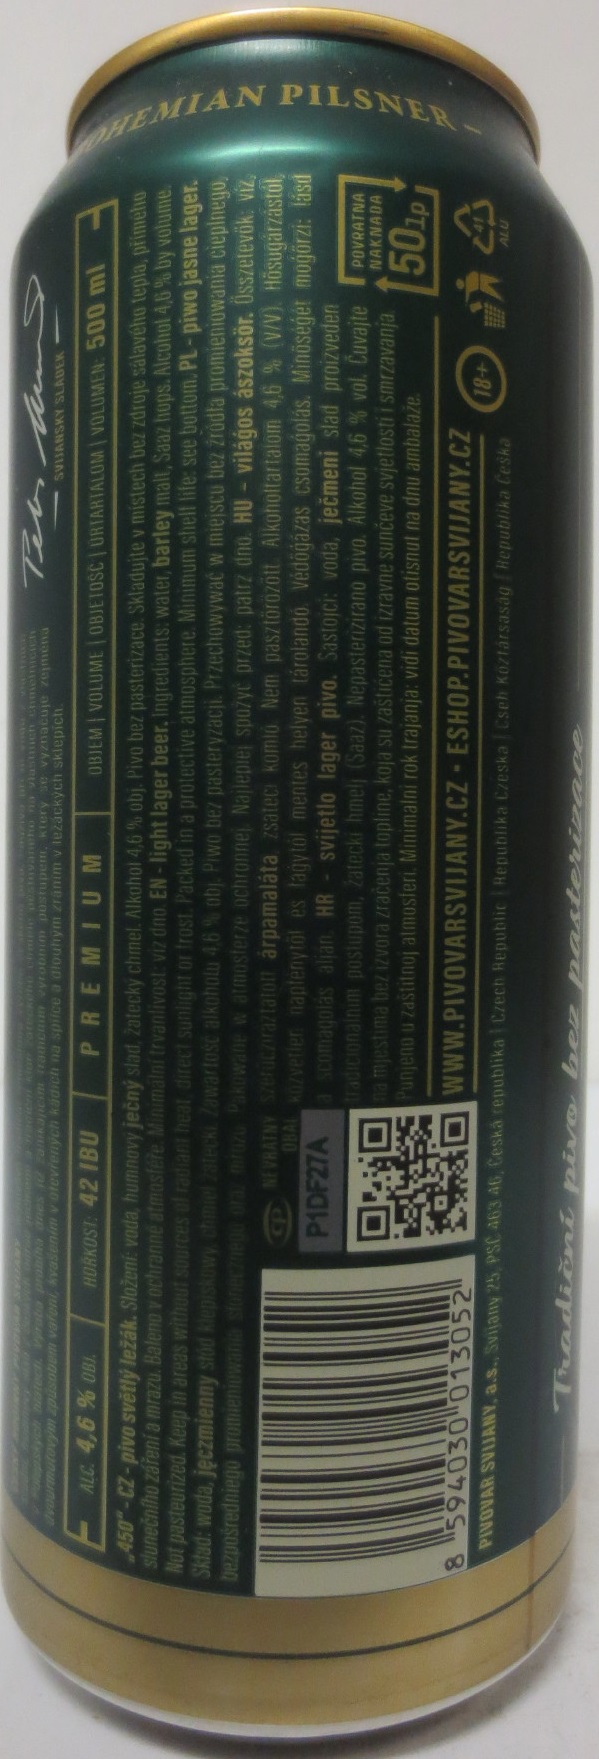 BOHEMIAN PILSNER –
— SVIJANSKÝ SLÁDEK —
ALC. 4,6 % OBJ. | HOŘKOST: 42 IBU | PREMIUM | OBJEM | VOLUME | OBJĘTOŚĆ | ŰRTARTALOM | VOLUMEN: 500 ml
„450“ - CZ - pivo světlý ležák. Složení: voda, humnový ječný slad, žatecký chmel. Alkohol 4,6 % obj. Pivo bez pasterizace. Skladujte v místech bez zdroje sálavého tepla, přímého
slunečního záření a mrazu. Baleno v ochranné atmosféře. Minimální trvanlivost: viz dno. EN - light lager beer. Ingredients: water, barley malt, Saaz hops. Alcohol 4,6 % by volume.
Not pasteurized. Keep in areas without sources of radiant heat, direct sunlight or frost. Packed in a protective atmosphere. Minimum shelf life: see bottom. PL - piwo jasne lager.
Skład: woda, jęczmienny słód Zawartość alkoholu 4,6 % obj. Piwo bez pasteryzacji. Przechowywać w miejscu bez źródła promieniowania cieplnego,
bezpośredniego promieniowania w atmosferze ochronnej. Najlepiej spożyć przed: patrz dno. HU - világos ászoksör. Összetevők: víz,
árpamaláta zsáteci komló. Nem pasztőrözött. Alkoholtartalom 4,6 % (V/V). Hősugárzástól,
közvetlen napfénytől és fagytól mentes helyen tárolandó. Védőgázas csomagolás. Minőségét megőrzi: lásd
a csomagolás alján. HR - svijetlo lager pivo. Sastojci: voda, ječmeni slad proizveden
tradicionalnim postupom, žatecki hmelj (Saaz). Nepasterizirano pivo. Alkohol 4,6 % vol. Čuvajte
na mjestima bez izvora zračenja topline, koja su zaštićena od izravne sunčeve svjetlosti i smrzavanja.
Punjeno u zaštitnoj atmosferi. Minimalni rok trajanja: vidi datum otisnut na dnu ambalaže.
NEVRATNÝ
OBAL
P1DF27A
POVRATNA
NAKNADA
50 lp
41
ALU
18+
WWW.PIVOVARSVIJANY.CZ • ESHOP.PIVOVARSVIJANY.CZ
8 594030 013052
PIVOVAR SVIJANY, a.s., Svijany 25, PSČ 463 46, Česká republika | Czech Republic | Republika Czeska | Cseh Köztársaság | Republika Češka
Tradiční pivo bez pasterizace